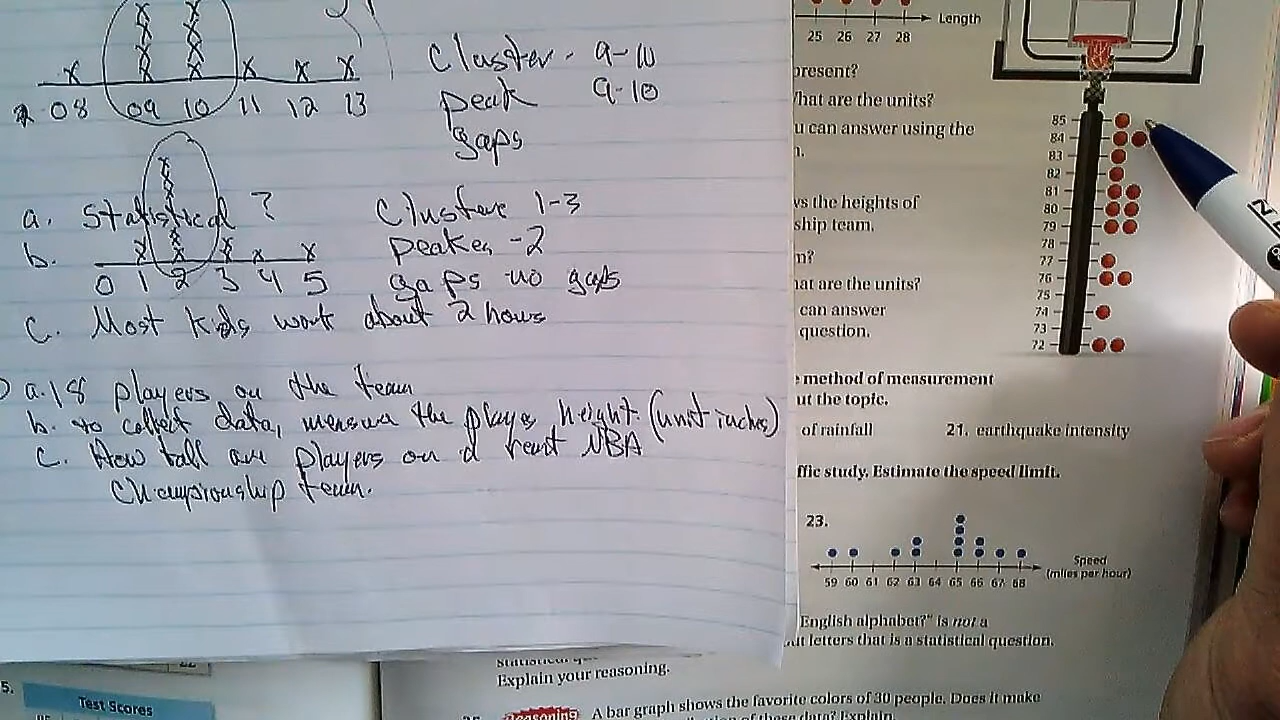 08 09 10 11 12 13
Cluster - 9-10
peak 9-10
gaps
a. Statistical ? Cluster 1-3
b. peakes -2
0 1 2 3 4 5 gaps no gaps
c. Most kids work about 2 hours
a. 18 players on the team
b. to collect data, measure the players height (unit inches)
c. How tall are players on a recent NBA
Championship team.
Length
25 26 27 28
present?
What are the units?
u can answer using the
the heights of
ship team.
at are the units?
can answer
question.
85
84
83
82
81
80
79
78
77
76
75
74
73
72
method of measurement
ut the topic.
of rainfall 21. earthquake intensity
ffic study. Estimate the speed limit.
23.
59 60 61 62 63 64 65 66 67 68
Speed
(miles per hour)
English alphabet?" is not a
letters that is a statistical question.
Explain your reasoning.
5.
Test Scores
Reasoning A bar graph shows the favorite colors of 30 people. Does it make
of these data? Explain.